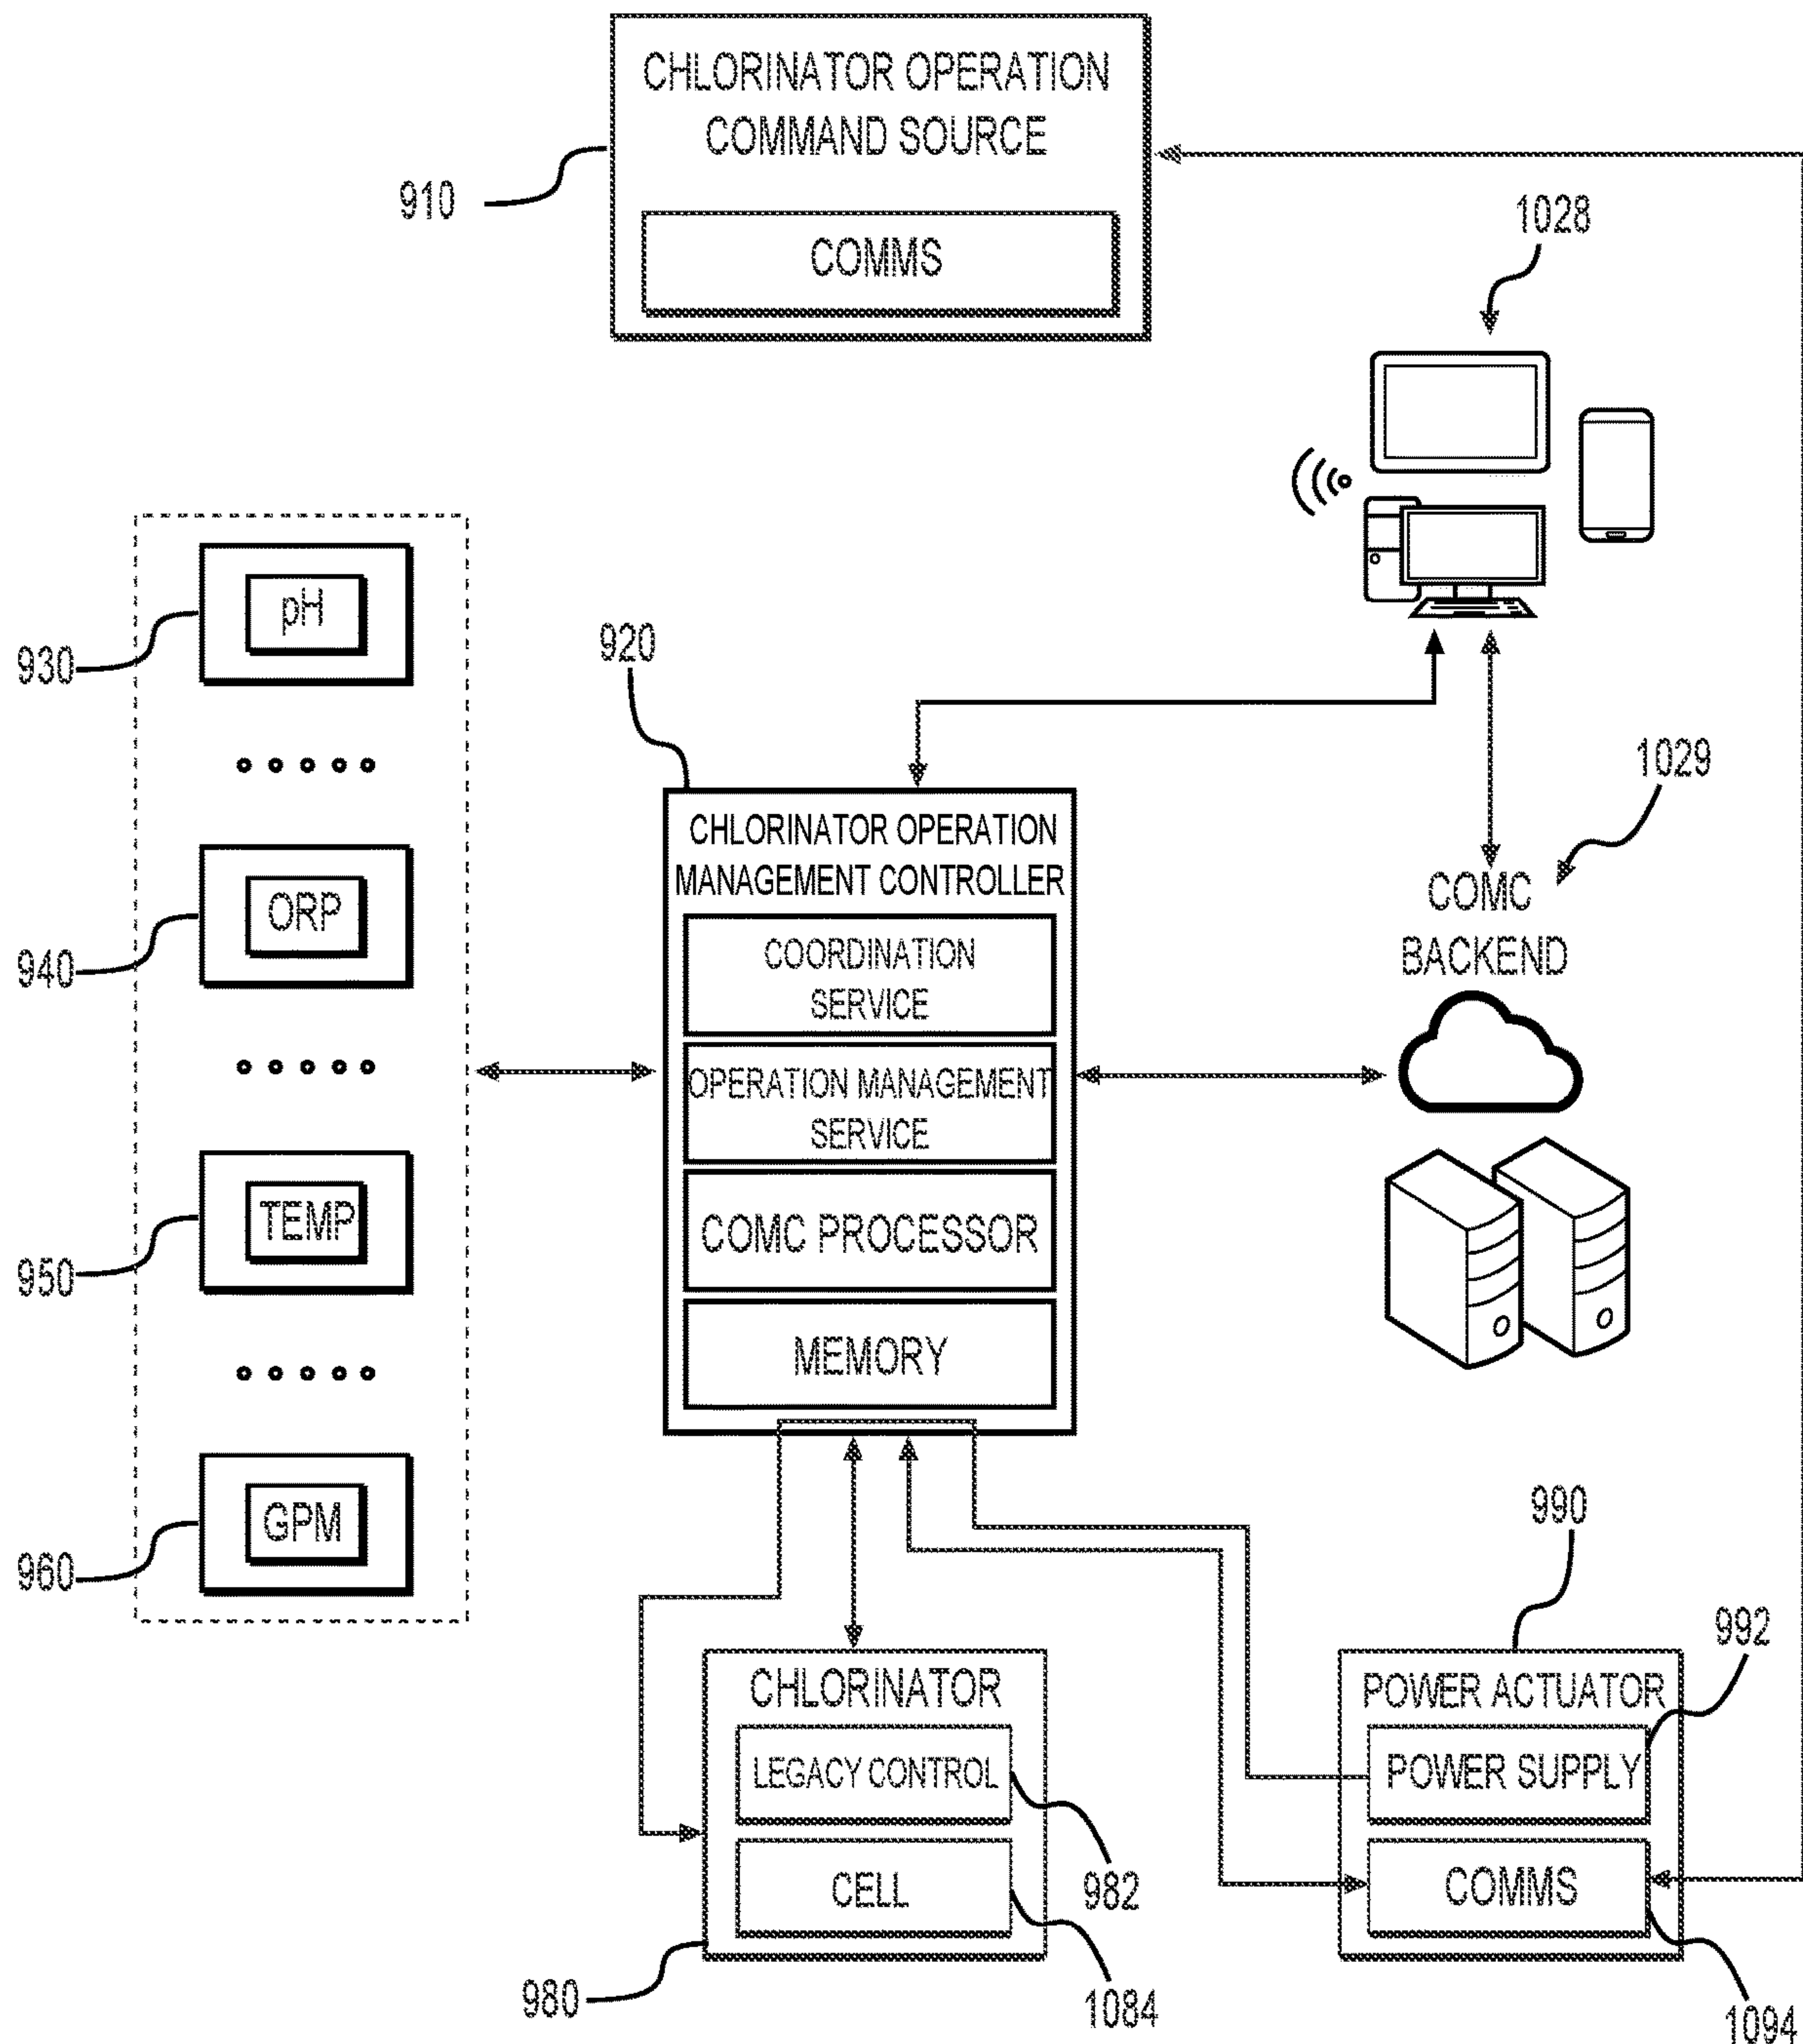 CHLORINATOR OPERATION
COMMAND SOURCE
910
COMMS
1028
930
pH
920
1029
CHLORINATOR OPERATION
MANAGEMENT CONTROLLER
COMC
BACKEND
940
ORP
COORDINATION
SERVICE
OPERATION MANAGEMENT
SERVICE
950
TEMP
COMC PROCESSOR
MEMORY
960
GPM
990
992
CHLORINATOR
LEGACY CONTROL
CELL
982
980
1084
POWER ACTUATOR
POWER SUPPLY
COMMS
1094